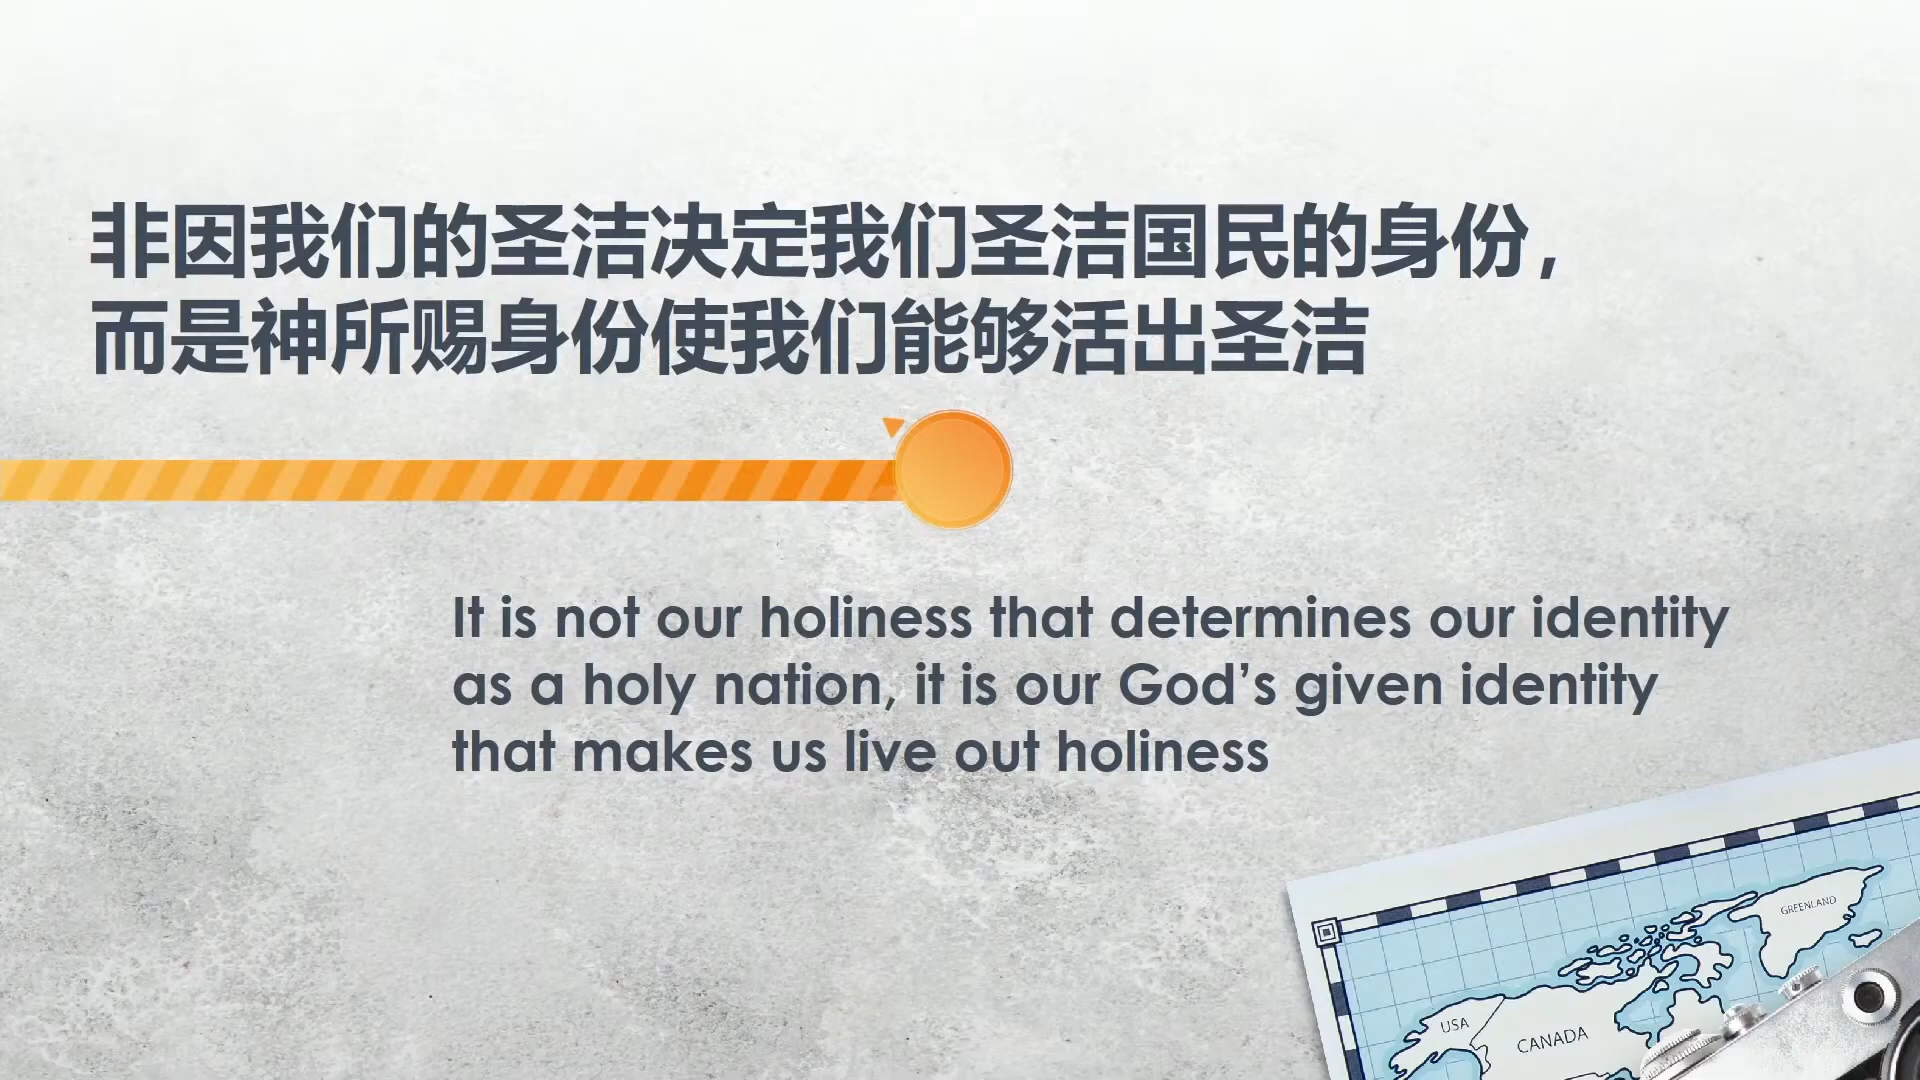 非因我们的圣洁决定我们圣洁国民的身份，
而是神所赐身份使我们能够活出圣洁
It is not our holiness that determines our identity
as a holy nation, it is our God’s given identity
that makes us live out holiness
GREENLAND
USA
CANADA